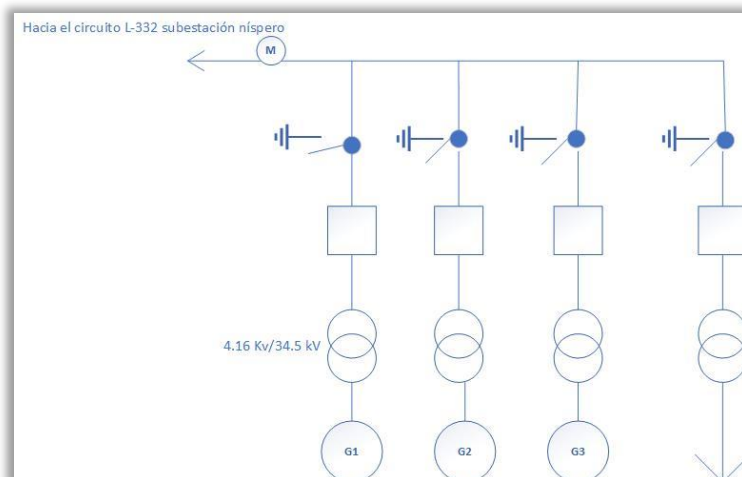 Hacia el circuito L-332 subestación níspero
M
4.16 Kv/34.5 kV
G1
G2
G3